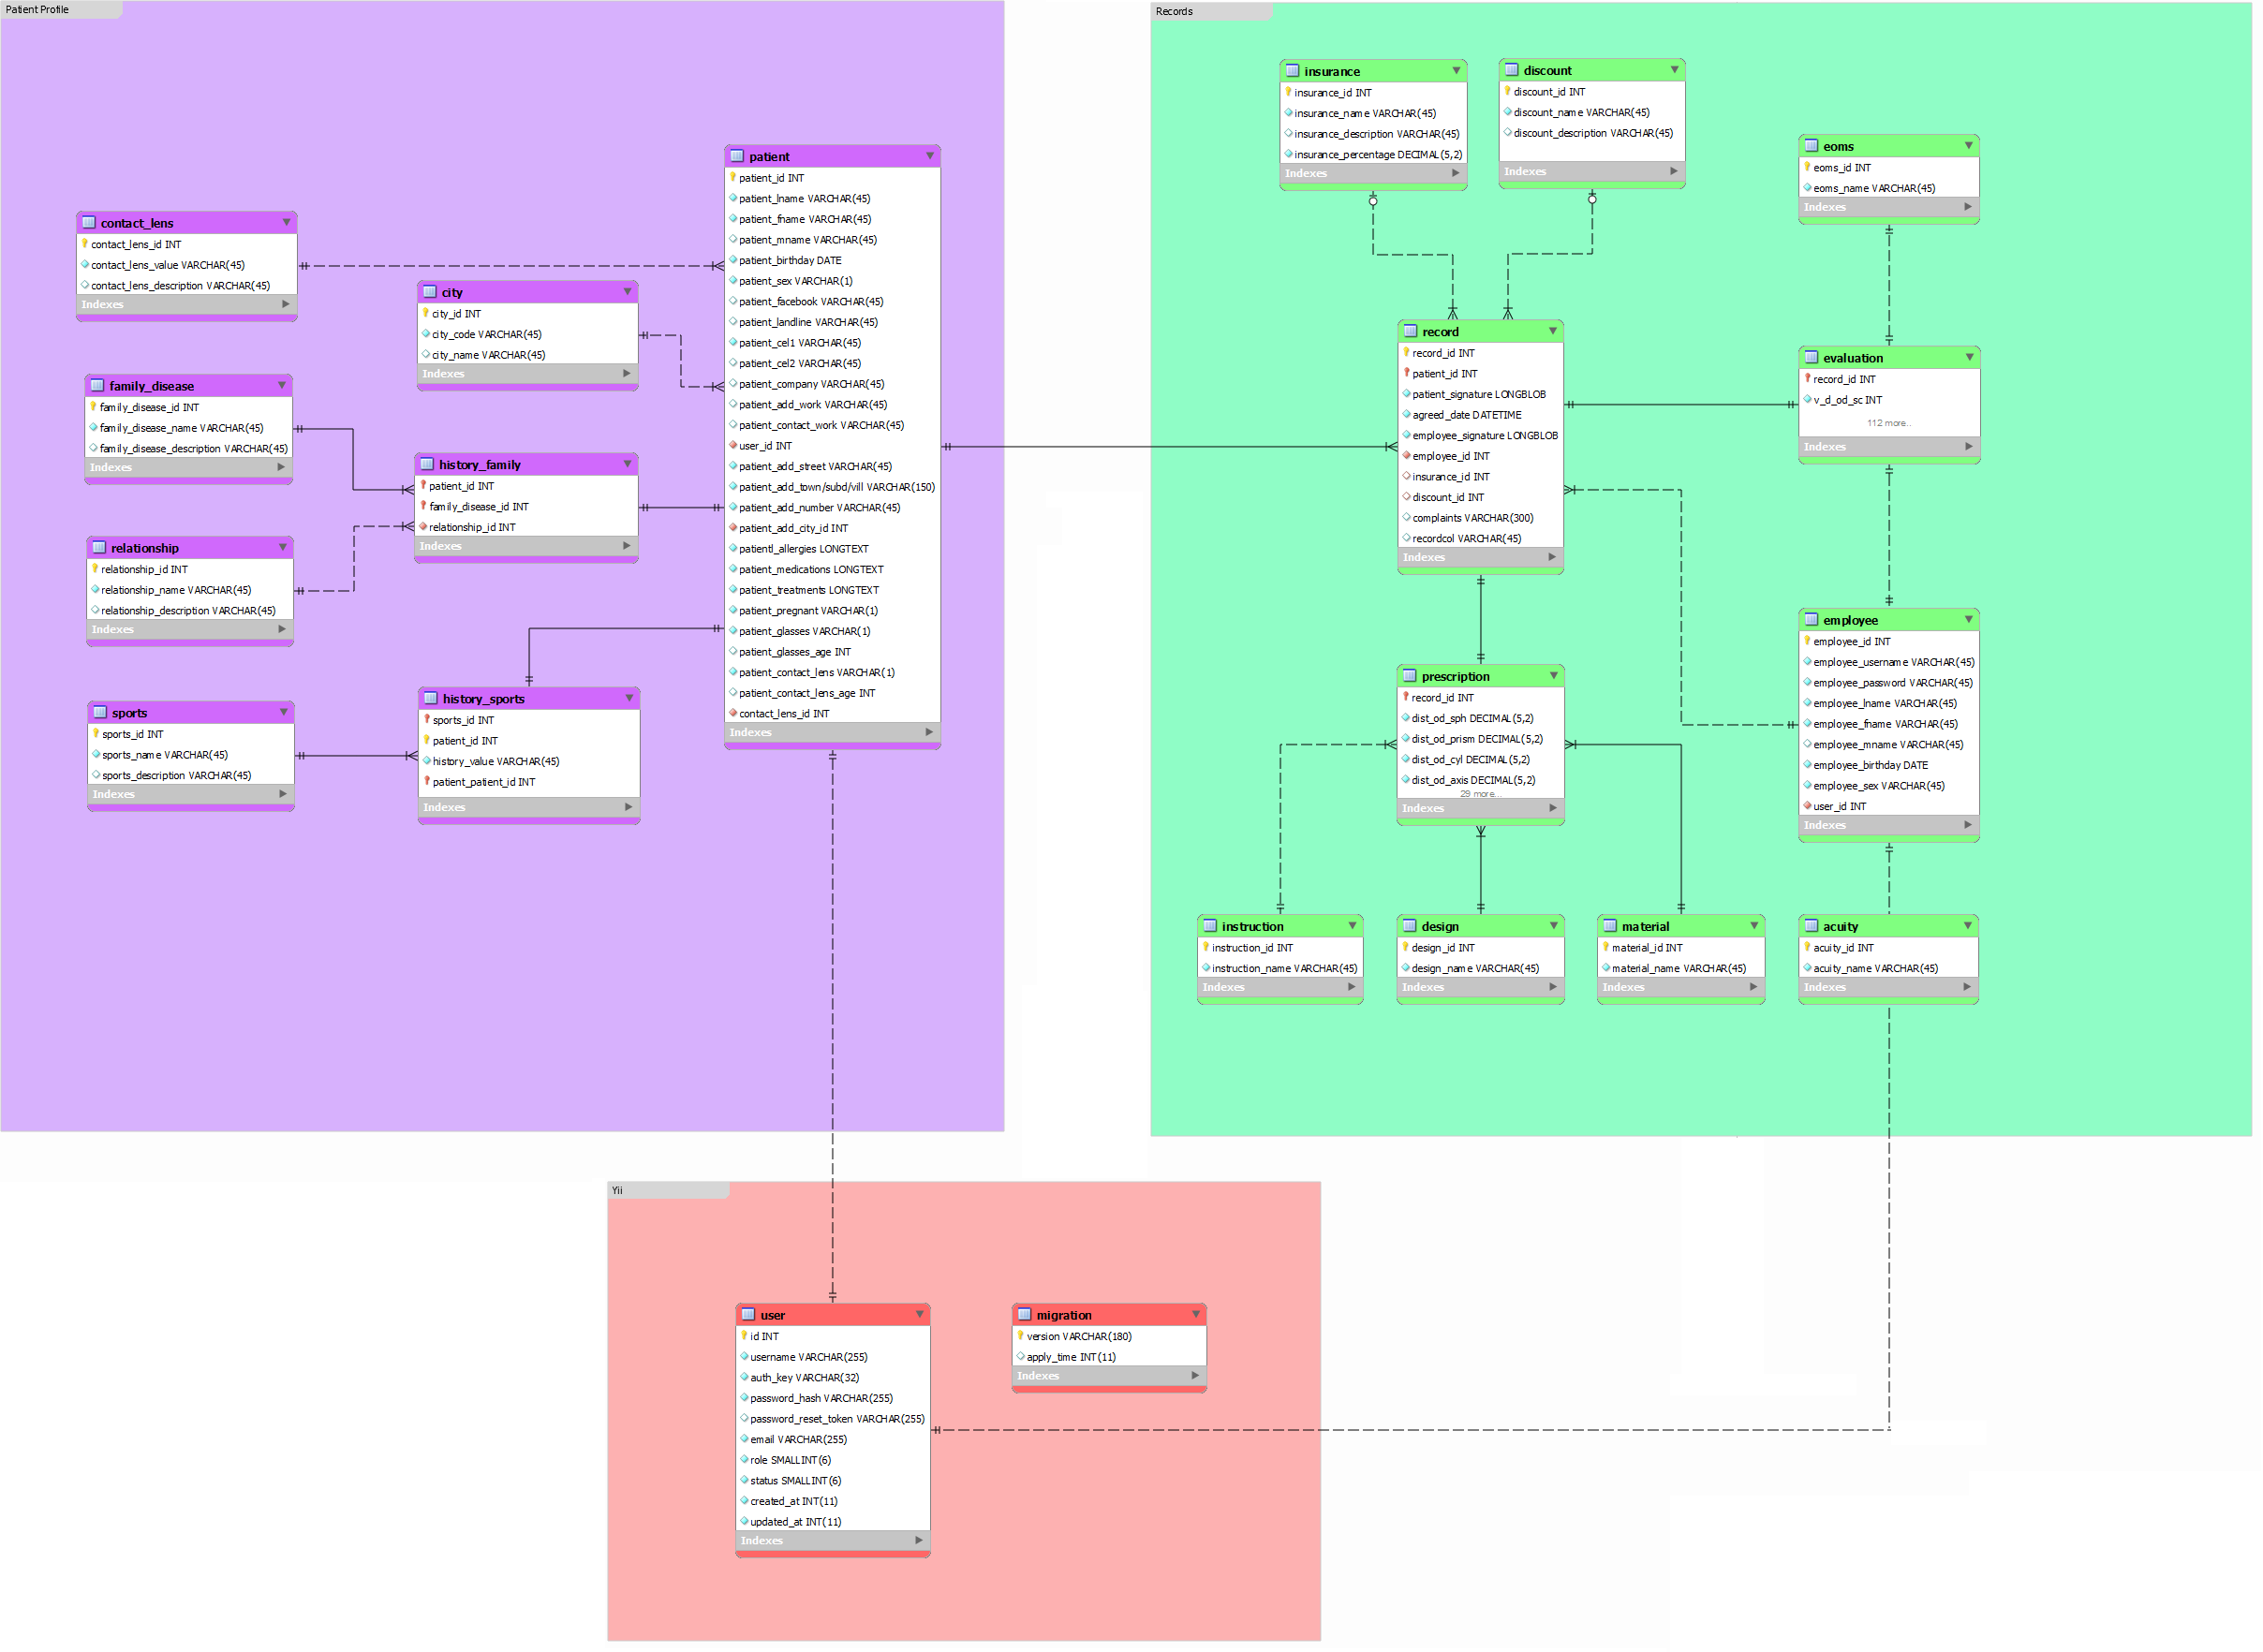 Patient Profile
contact_lens
contact_lens_id INT
contact_lens_value VARCHAR(45)
contact_lens_description VARCHAR(45)
Indexes
city
city_id INT
city_code VARCHAR(45)
city_name VARCHAR(45)
Indexes
family_disease
family_disease_id INT
family_disease_name VARCHAR(45)
family_disease_description VARCHAR(45)
Indexes
history_family
patient_id INT
family_disease_id INT
relationship_id INT
Indexes
relationship
relationship_id INT
relationship_name VARCHAR(45)
relationship_description VARCHAR(45)
Indexes
sports
sports_id INT
sports_name VARCHAR(45)
sports_description VARCHAR(45)
Indexes
history_sports
sports_id INT
patient_id INT
history_value VARCHAR(45)
patient_patient_id INT
Indexes
patient
patient_id INT
patient_lname VARCHAR(45)
patient_fname VARCHAR(45)
patient_mname VARCHAR(45)
patient_birthday DATE
patient_sex VARCHAR(1)
patient_facebook VARCHAR(45)
patient_landline VARCHAR(45)
patient_cel1 VARCHAR(45)
patient_cel2 VARCHAR(45)
patient_company VARCHAR(45)
patient_add_work VARCHAR(45)
patient_contact_work VARCHAR(45)
user_id INT
patient_add_street VARCHAR(45)
patient_add_town/subd/vill VARCHAR(150)
patient_add_number VARCHAR(45)
patient_add_city_id INT
patientl_allergies LONGTEXT
patient_medications LONGTEXT
patient_treatments LONGTEXT
patient_pregnant VARCHAR(1)
patient_glasses VARCHAR(1)
patient_glasses_age INT
patient_contact_lens VARCHAR(1)
patient_contact_lens_age INT
contact_lens_id INT
Indexes
Records
insurance
insurance_id INT
insurance_name VARCHAR(45)
insurance_description VARCHAR(45)
insurance_percentage DECIMAL(5,2)
Indexes
discount
discount_id INT
discount_name VARCHAR(45)
discount_description VARCHAR(45)
Indexes
eoms
eoms_id INT
eoms_name VARCHAR(45)
Indexes
record
record_id INT
patient_id INT
patient_signature LONGBLOB
agreed_date DATETIME
employee_signature LONGBLOB
employee_id INT
insurance_id INT
discount_id INT
complaints VARCHAR(300)
recordcol VARCHAR(45)
Indexes
evaluation
record_id INT
v_d_od_sc INT
112 more..
Indexes
employee
employee_id INT
employee_username VARCHAR(45)
employee_password VARCHAR(45)
employee_lname VARCHAR(45)
employee_fname VARCHAR(45)
employee_mname VARCHAR(45)
employee_birthday DATE
employee_sex VARCHAR(45)
user_id INT
Indexes
prescription
record_id INT
dist_od_sph DECIMAL(5,2)
dist_od_prism DECIMAL(5,2)
dist_od_cyl DECIMAL(5,2)
dist_od_axis DECIMAL(5,2)
29 more...
Indexes
instruction
instruction_id INT
instruction_name VARCHAR(45)
Indexes
design
design_id INT
design_name VARCHAR(45)
Indexes
material
material_id INT
material_name VARCHAR(45)
Indexes
acuity
acuity_id INT
acuity_name VARCHAR(45)
Indexes
Yii
user
id INT
username VARCHAR(255)
auth_key VARCHAR(32)
password_hash VARCHAR(255)
password_reset_token VARCHAR(255)
email VARCHAR(255)
role SMALLINT(6)
status SMALLINT(6)
created_at INT(11)
updated_at INT(11)
Indexes
migration
version VARCHAR(180)
apply_time INT(11)
Indexes